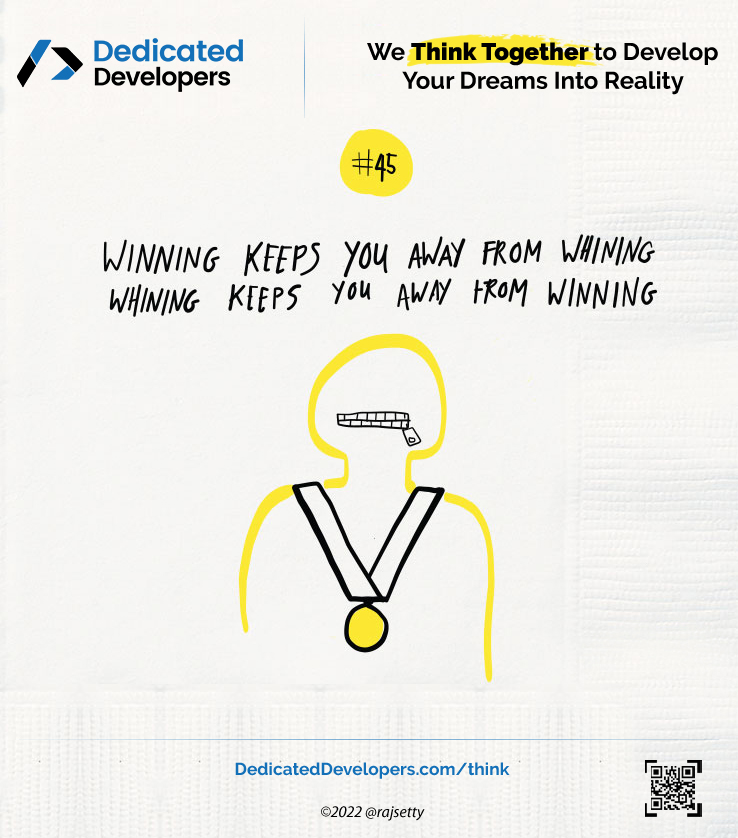 Dedicated
Developers
We Think Together to Develop
Your Dreams Into Reality
#45
WINNING KEEPS YOU AWAY FROM WHINING
WHINING KEEPS YOU AWAY FROM WINNING
DedicatedDevelopers.com/think
©2022 @rajsetty